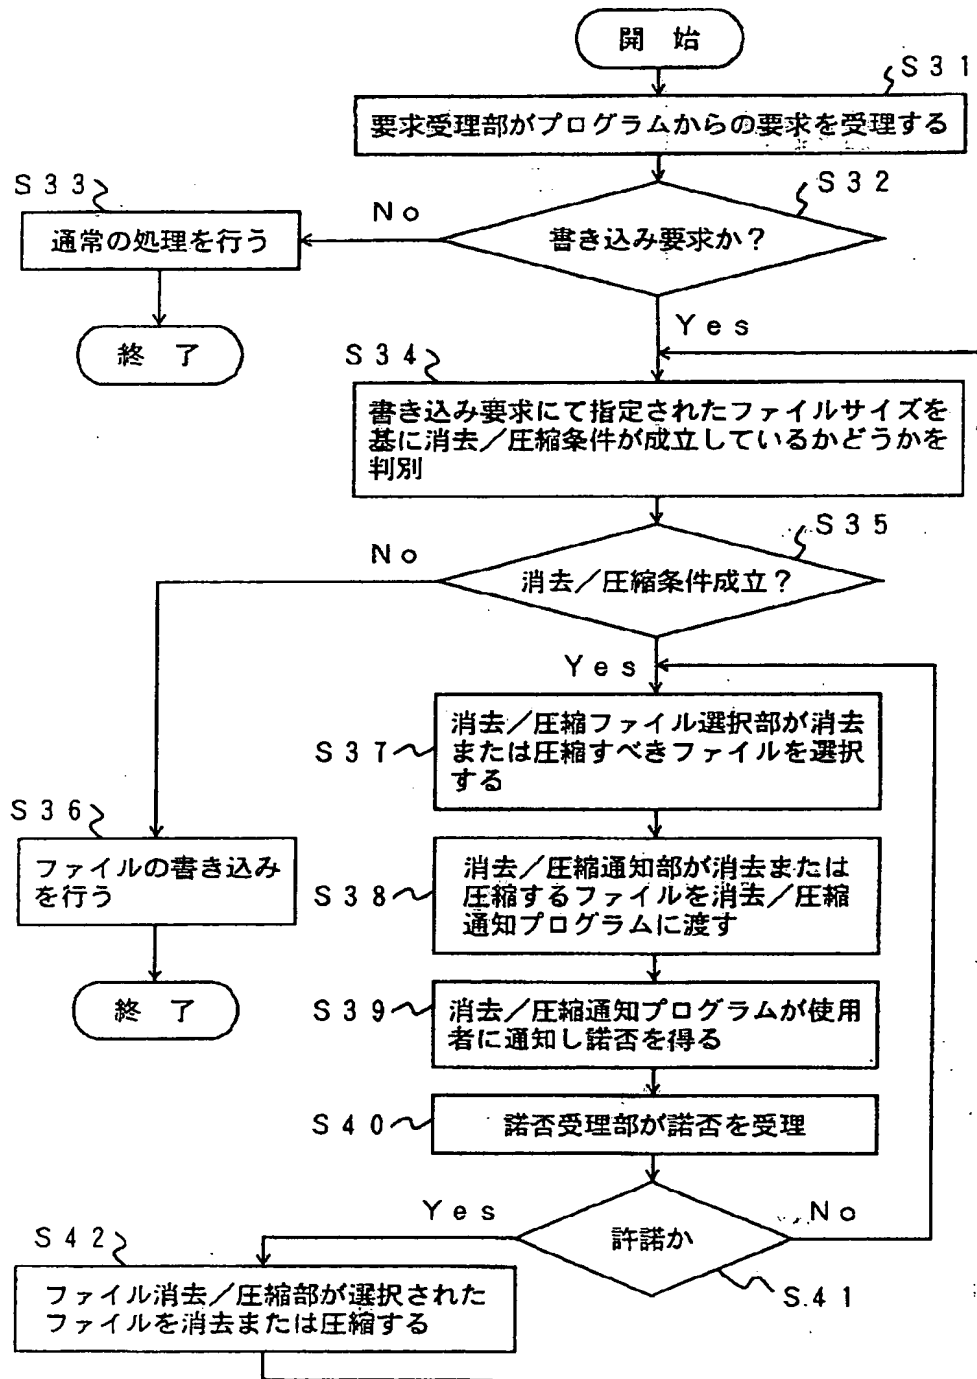 開 始
S31
要求受理部がプログラムからの要求を受理する
S32
書き込み要求か？
No
S33
通常の処理を行う
終 了
Yes
S34
書き込み要求にて指定されたファイルサイズを
基に消去／圧縮条件が成立しているかどうかを
判別
S35
消去／圧縮条件成立？
No
Yes
S37
消去／圧縮ファイル選択部が消去
または圧縮すべきファイルを選択
する
S36
ファイルの書き込み
を行う
終 了
S38
消去／圧縮通知部が消去または
圧縮するファイルを消去／圧縮
通知プログラムに渡す
S39
消去／圧縮通知プログラムが使用
者に通知し諾否を得る
S40
諾否受理部が諾否を受理
Yes
許諾か
No
S41
S42
ファイル消去／圧縮部が選択された
ファイルを消去または圧縮する